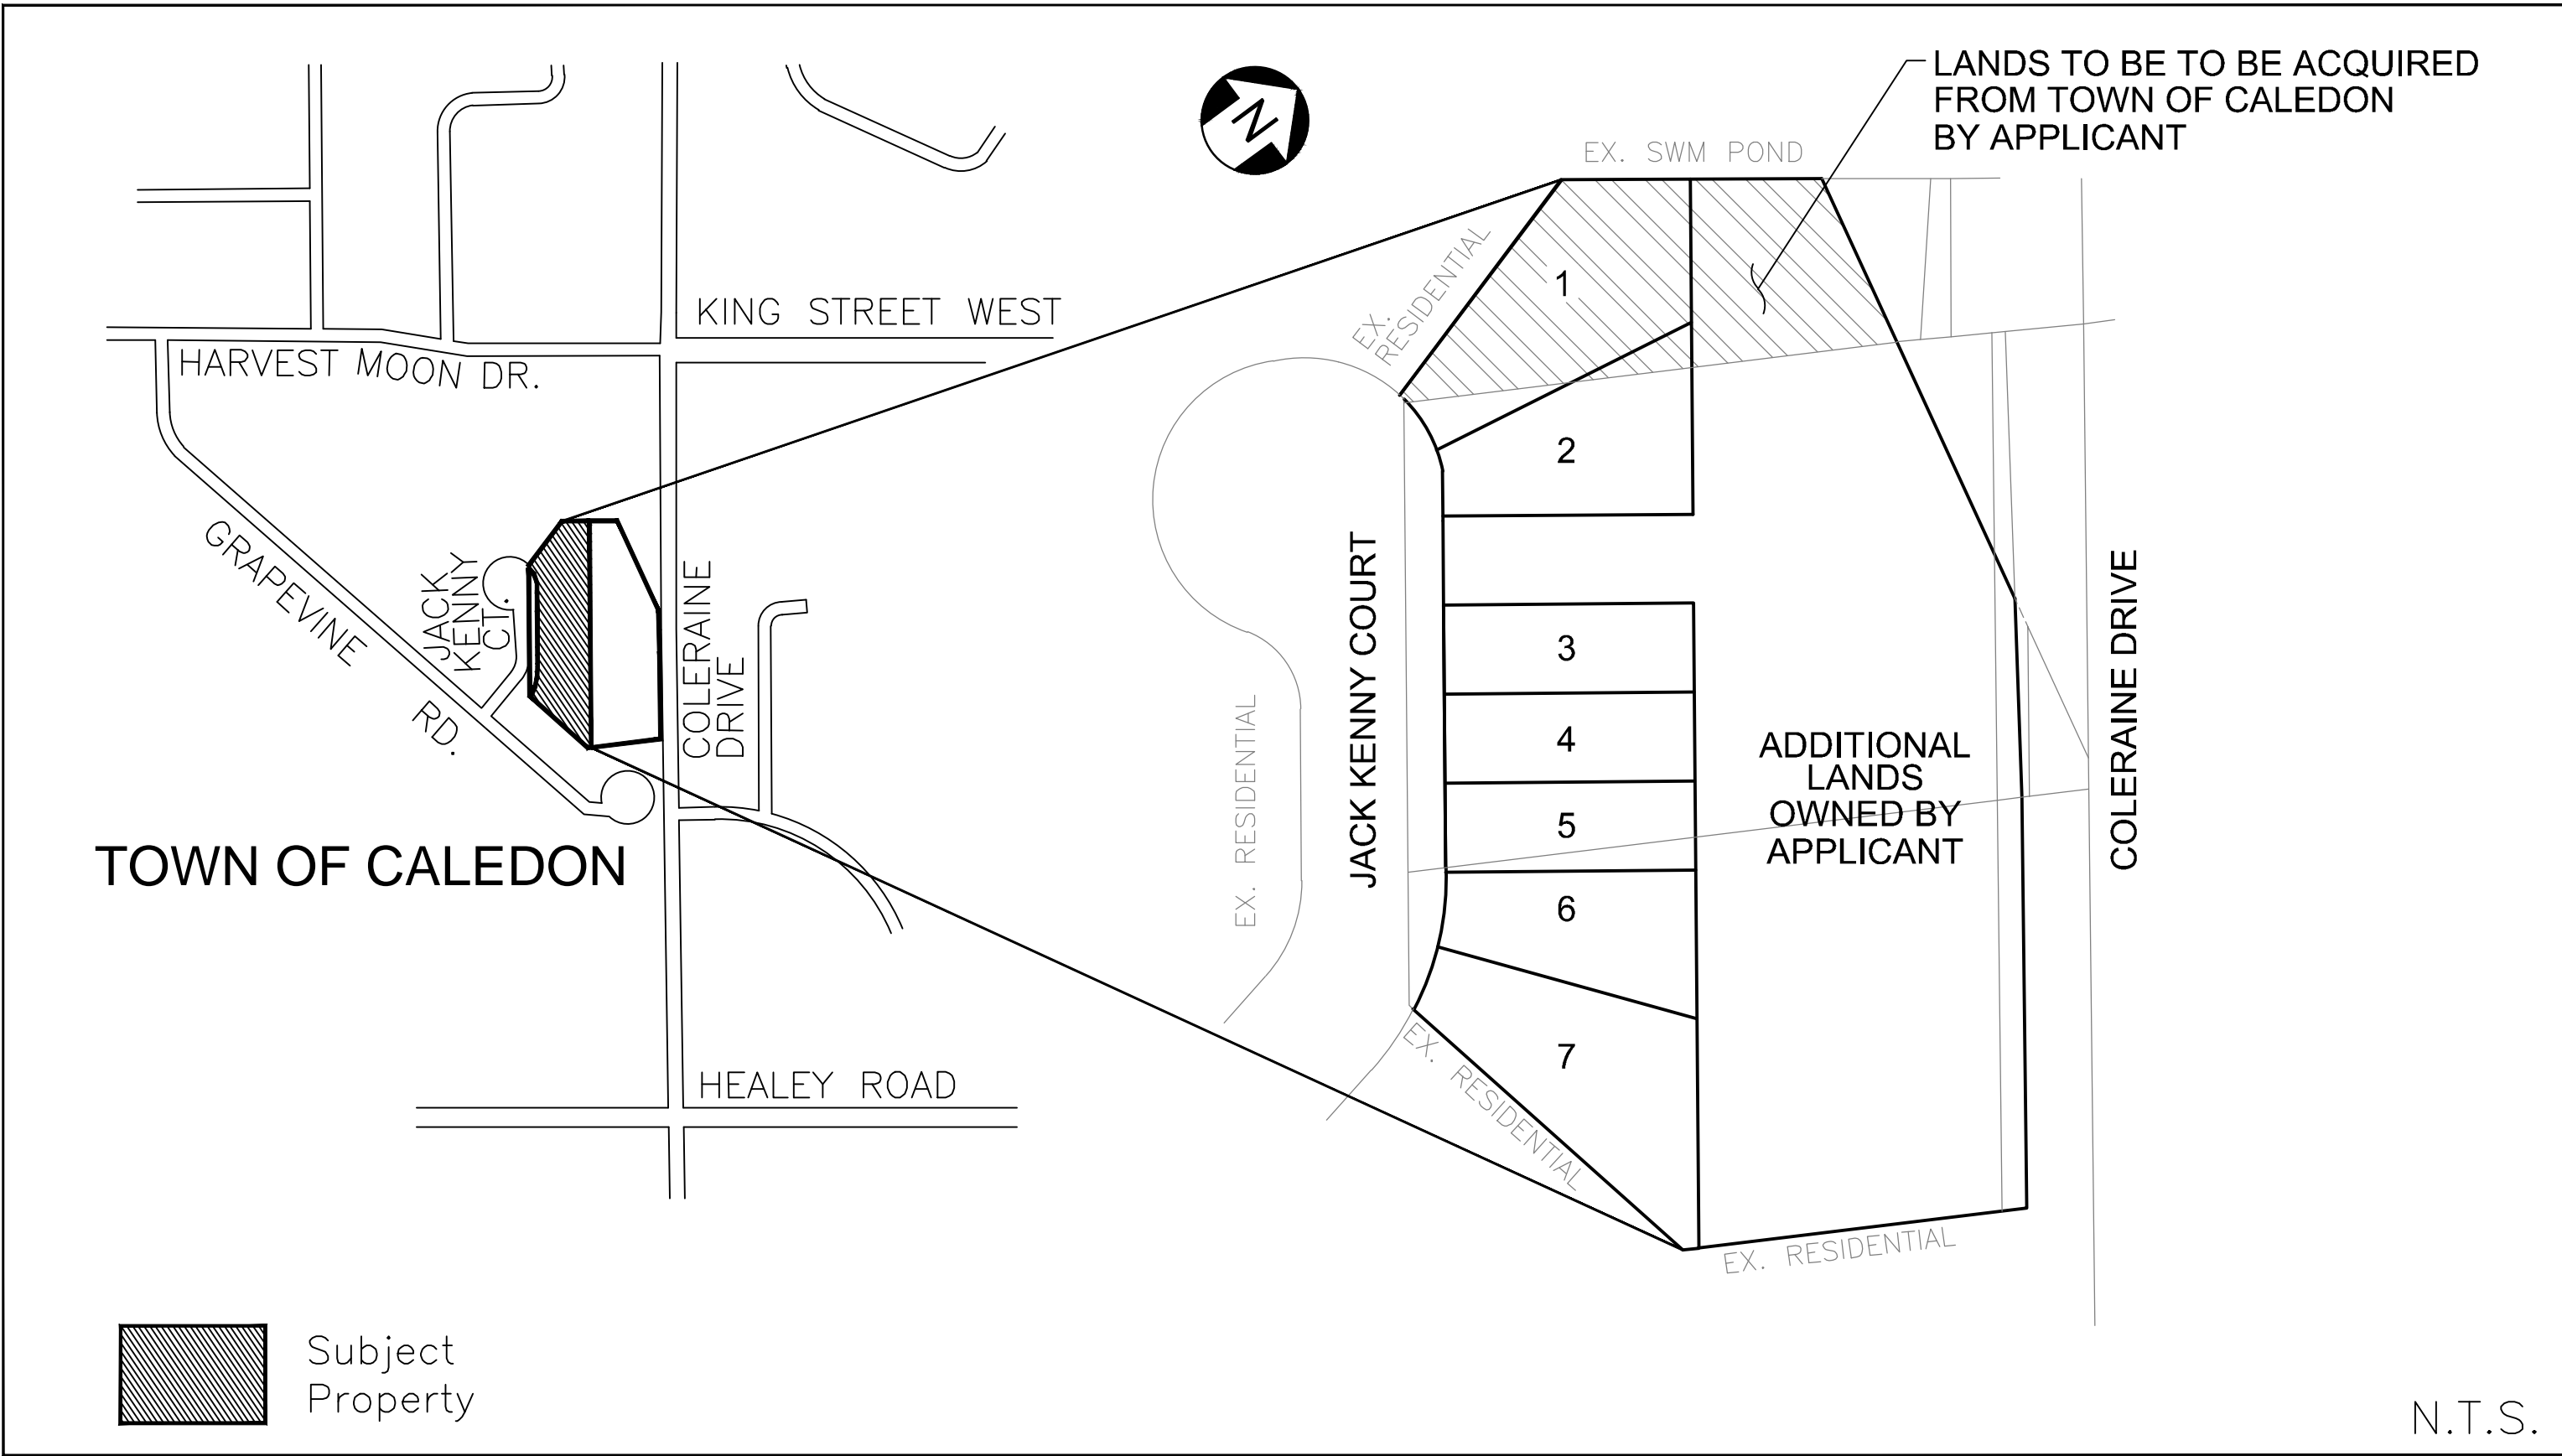 LANDS TO BE TO BE ACQUIRED
FROM TOWN OF CALEDON
BY APPLICANT
N
EX. SWM POND
KING STREET WEST
HARVEST MOON DR.
EX.
RESIDENTIAL
1
2
3
4
5
6
7
GRAPEVINE
RD.
JACK
KENNY
CT.
COLERAINE
DRIVE
EX. RESIDENTIAL
JACK KENNY COURT
ADDITIONAL
LANDS
OWNED BY
APPLICANT
COLERAINE DRIVE
TOWN OF CALEDON
HEALEY ROAD
EX. RESIDENTIAL
EX. RESIDENTIAL
Subject
Property
N.T.S.